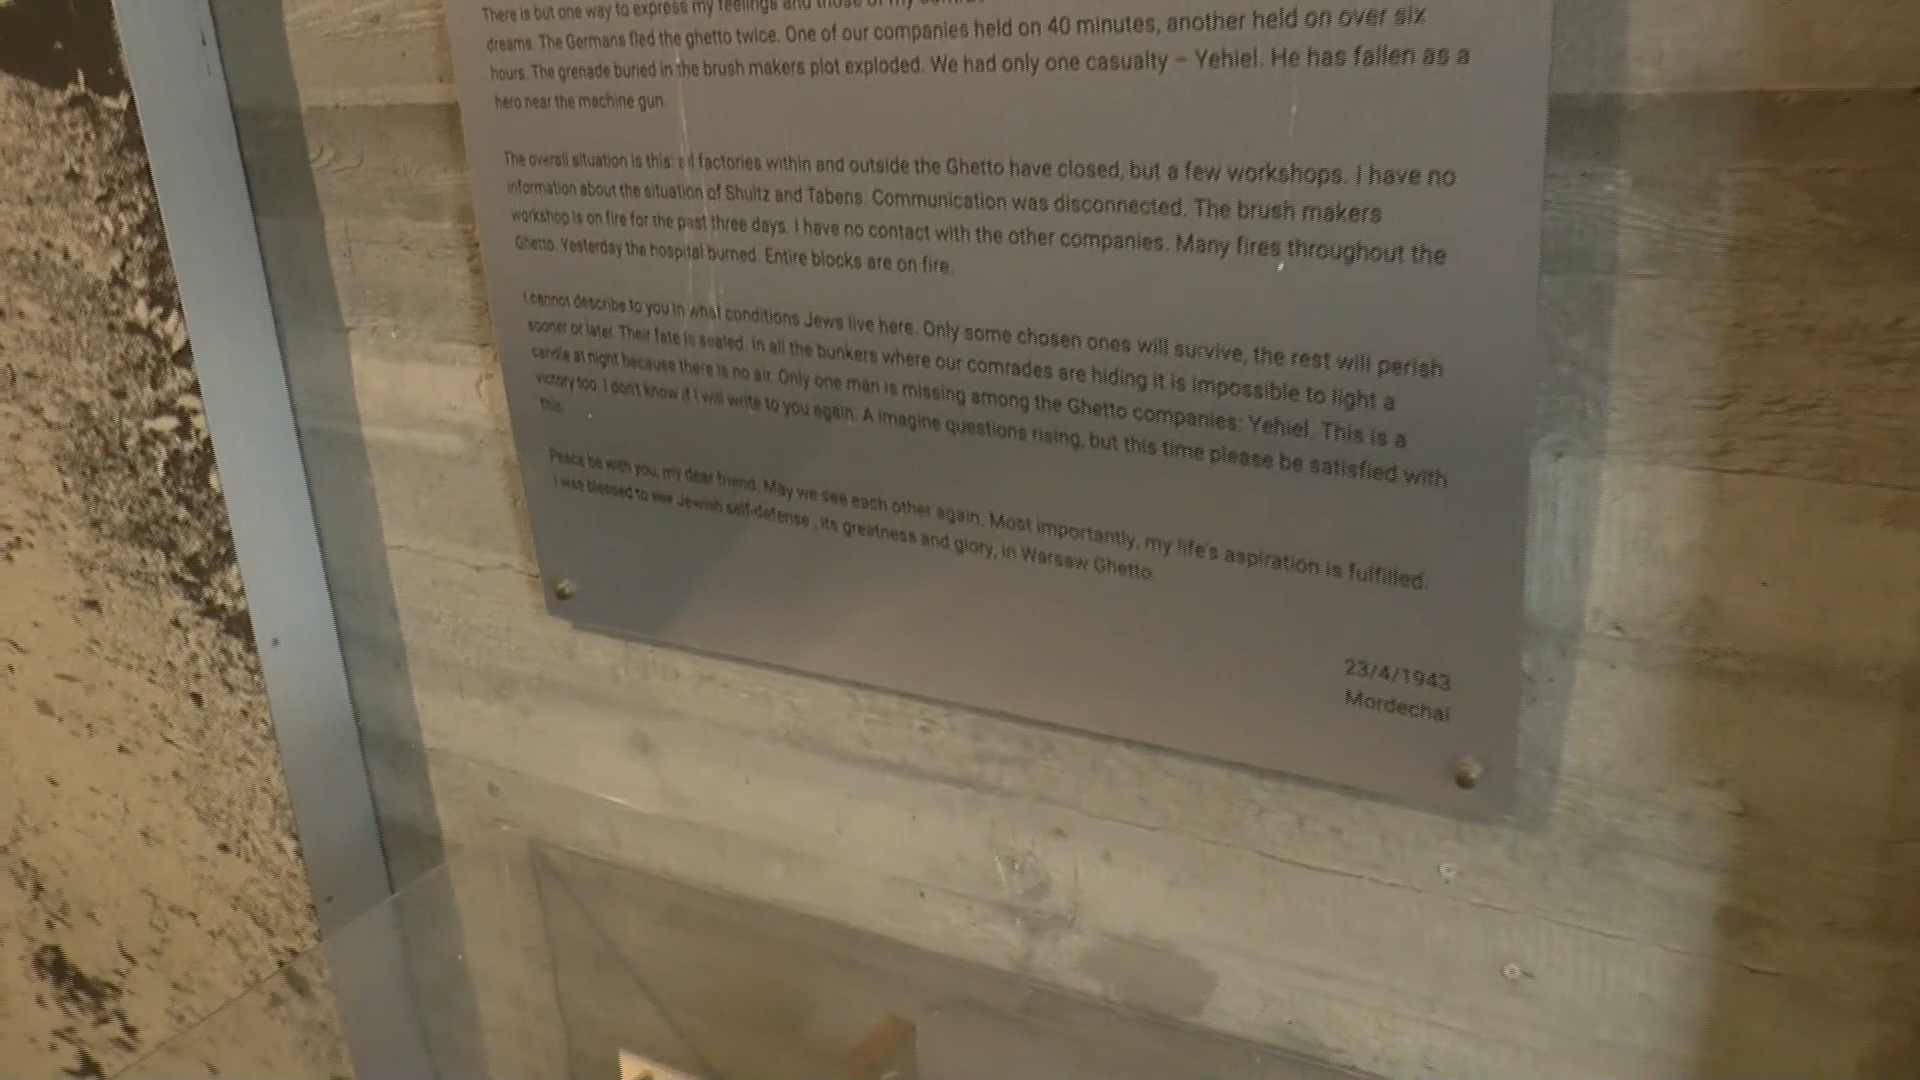 There is but one way to express my feelings and those of my
dreams. The Germans fled the ghetto twice. One of our companies held on 40 minutes, another held on over six
hours. The grenade buried in the brush makers plot exploded. We had only one casualty – Yehiel. He has fallen as a
hero near the machine gun.
The overall situation is this: all factories within and outside the Ghetto have closed, but a few workshops. I have no
information about the situation of Shultz and Tabens. Communication was disconnected. The brush makers
workshop is on fire for the past three days. I have no contact with the other companies. Many fires throughout the
Ghetto. Yesterday the hospital burned. Entire blocks are on fire.
I cannot describe to you in what conditions Jews live here. Only some chosen ones will survive, the rest will perish
sooner or later. Their fate is sealed. In all the bunkers where our comrades are hiding it is impossible to light a
candle at night because there is no air. Only one man is missing among the Ghetto companies: Yehiel. This is a
victory too. I don't know if I will write to you again. A imagine questions rising, but this time please be satisfied with
this.
Peace be with you, my dear friend. May we see each other again. Most importantly, my life's aspiration is fulfilled.
I was blessed to see Jewish self-defense, its greatness and glory, in Warsaw Ghetto.
23/4/1943
Mordechai